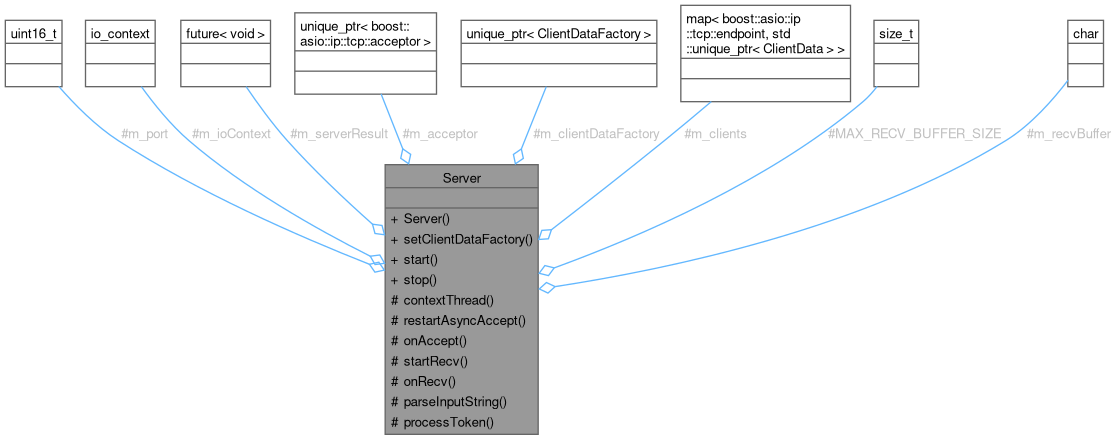 uint16_t
io_context
future< void >
unique_ptr< boost::
asio::ip::tcp::acceptor >
unique_ptr< ClientDataFactory >
map< boost::asio::ip
::tcp::endpoint, std
::unique_ptr< ClientData > >
size_t
char
#m_port
#m_ioContext
#m_serverResult
#m_acceptor
#m_clientDataFactory
#m_clients
#MAX_RECV_BUFFER_SIZE
#m_recvBuffer
Server
+ Server()
+ setClientDataFactory()
+ start()
+ stop()
# contextThread()
# restartAsyncAccept()
# onAccept()
# startRecv()
# onRecv()
# parseInputString()
# processToken()